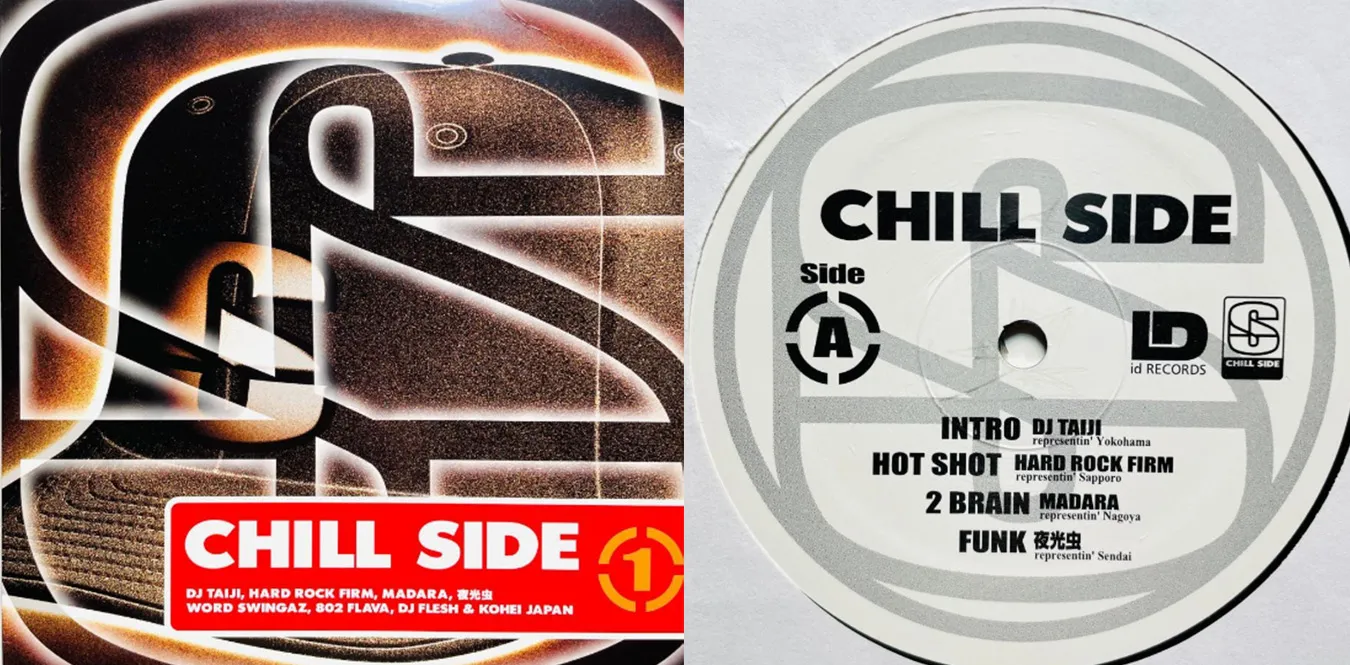 CHILL SIDE
1
DJ TAIJI, HARD ROCK FIRM, MADARA, 夜光虫
WORD SWINGAZ, 802 FLAVA, DJ FLESH & KOHEI JAPAN
CHILL SIDE
Side
A
ID
id RECORDS
S
CHILL SIDE
INTRO DJ TAIJI
representin' Yokohama
HOT SHOT HARD ROCK FIRM
representin' Sapporo
2 BRAIN MADARA
representin' Nagoya
FUNK 夜光虫
representin' Sendai